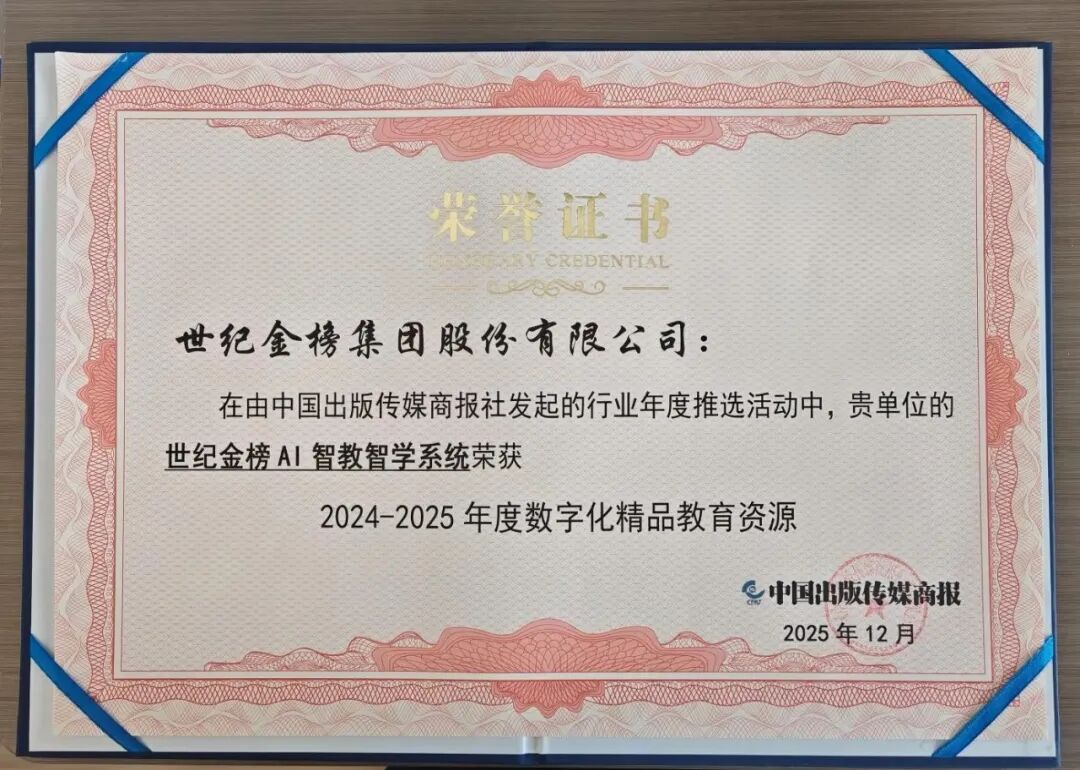 荣誉证书
HONORARY CREDENTIAL
世纪金榜集团股份有限公司：
在由中国出版传媒商报社发起的行业年度推选活动中，贵单位的
世纪金榜AI智教智学系统荣获
2024-2025年度数字化精品教育资源
中国出版传媒商报
2025年12月